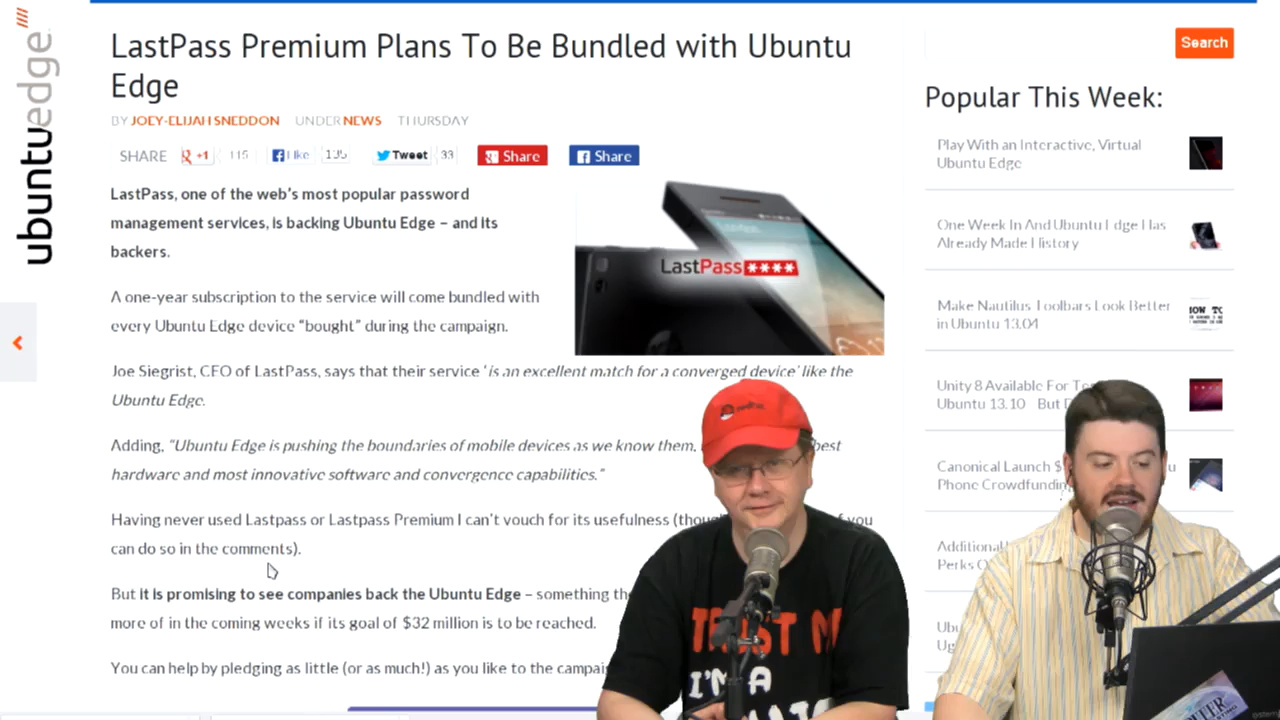 ubuntuedge
LastPass Premium Plans To Be Bundled with Ubuntu
Edge
BY JOEY-ELIJAH SNEDDON UNDER NEWS THURSDAY
SHARE +1 115 Like 135 Tweet 33 Share Share
LastPass, one of the web's most popular password
management services, is backing Ubuntu Edge – and its
backers.
LastPass ****
A one-year subscription to the service will come bundled with
every Ubuntu Edge device “bought” during the campaign.
Joe Siegrist, CEO of LastPass, says that their service ‘is an excellent match for a converged device’ like the
Ubuntu Edge.
Adding, “Ubuntu Edge is pushing the boundaries of mobile devices as we know them, best
hardware and most innovative software and convergence capabilities.”
Having never used Lastpass or Lastpass Premium I can't vouch for its usefulness (thou f you
can do so in the comments).
But it is promising to see companies back the Ubuntu Edge – something the
more of in the coming weeks if its goal of $32 million is to be reached.
You can help by pledging as little (or as much!) as you like to the campai
Search
Popular This Week:
Play With an Interactive, Virtual
Ubuntu Edge
One Week In And Ubuntu Edge Has
Already Made History
Make Nautilus Toolbars Look Better
in Ubuntu 13.04
HOW TO
Unity 8 Available For Te
Ubuntu 13.10 But
Canonical Launch $ u
Phone Crowdfundin
Additional
Perks O
Ubu
Ug
TRUST ME
I'M A